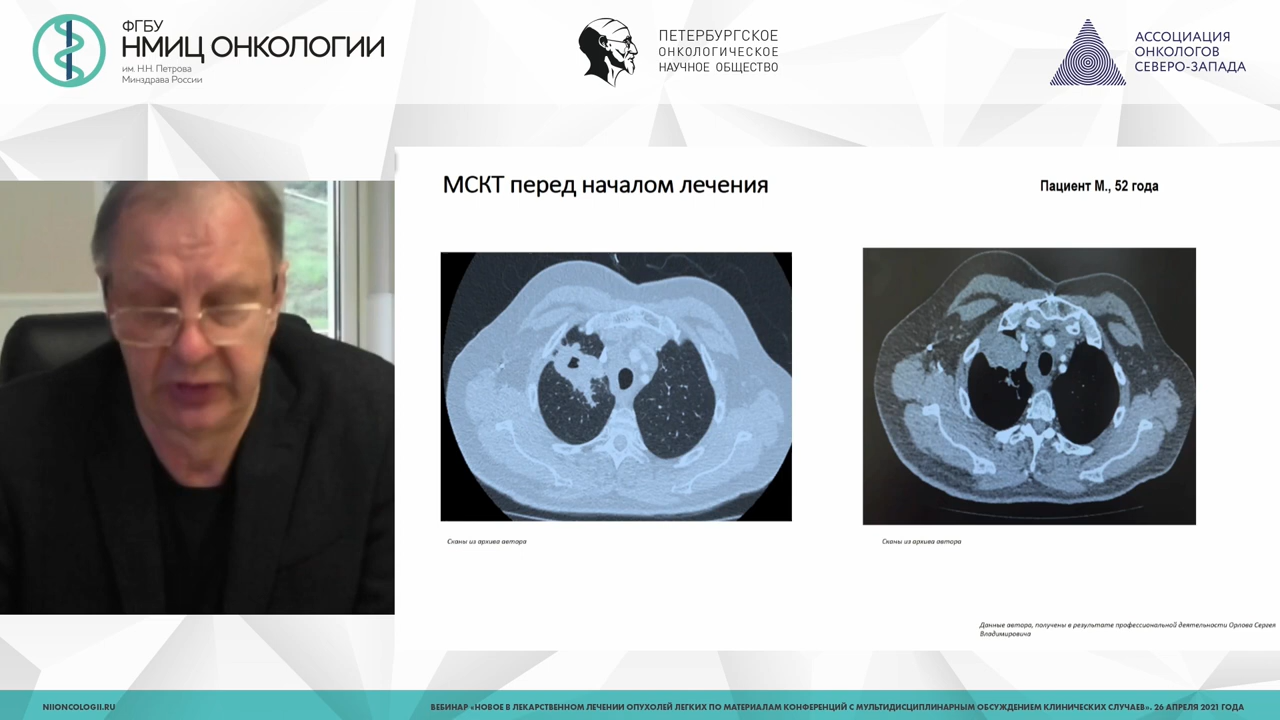 ФГБУ
НМИЦ ОНКОЛОГИИ
им. Н.Н. Петрова
Минздрава России
ПЕТЕРБУРГСКОЕ
ОНКОЛОГИЧЕСКОЕ
НАУЧНОЕ ОБЩЕСТВО
АССОЦИАЦИЯ
ОНКОЛОГОВ
СЕВЕРО-ЗАПАДА
МСКТ перед началом лечения
Пациент М., 52 года
Сканы из архива автора
Сканы из архива автора
Данные автора, получены в результате профессиональной деятельности Орлова Сергея
Владимировича
NIIONCOLOGII.RU
ВЕБИНАР «НОВОЕ В ЛЕКАРСТВЕННОМ ЛЕЧЕНИИ ОПУХОЛЕЙ ЛЕГКИХ ПО МАТЕРИАЛАМ КОНФЕРЕНЦИЙ С МУЛЬТИДИСЦИПЛИНАРНЫМ ОБСУЖДЕНИЕМ КЛИНИЧЕСКИХ СЛУЧАЕВ». 26 АПРЕЛЯ 2021 ГОДА